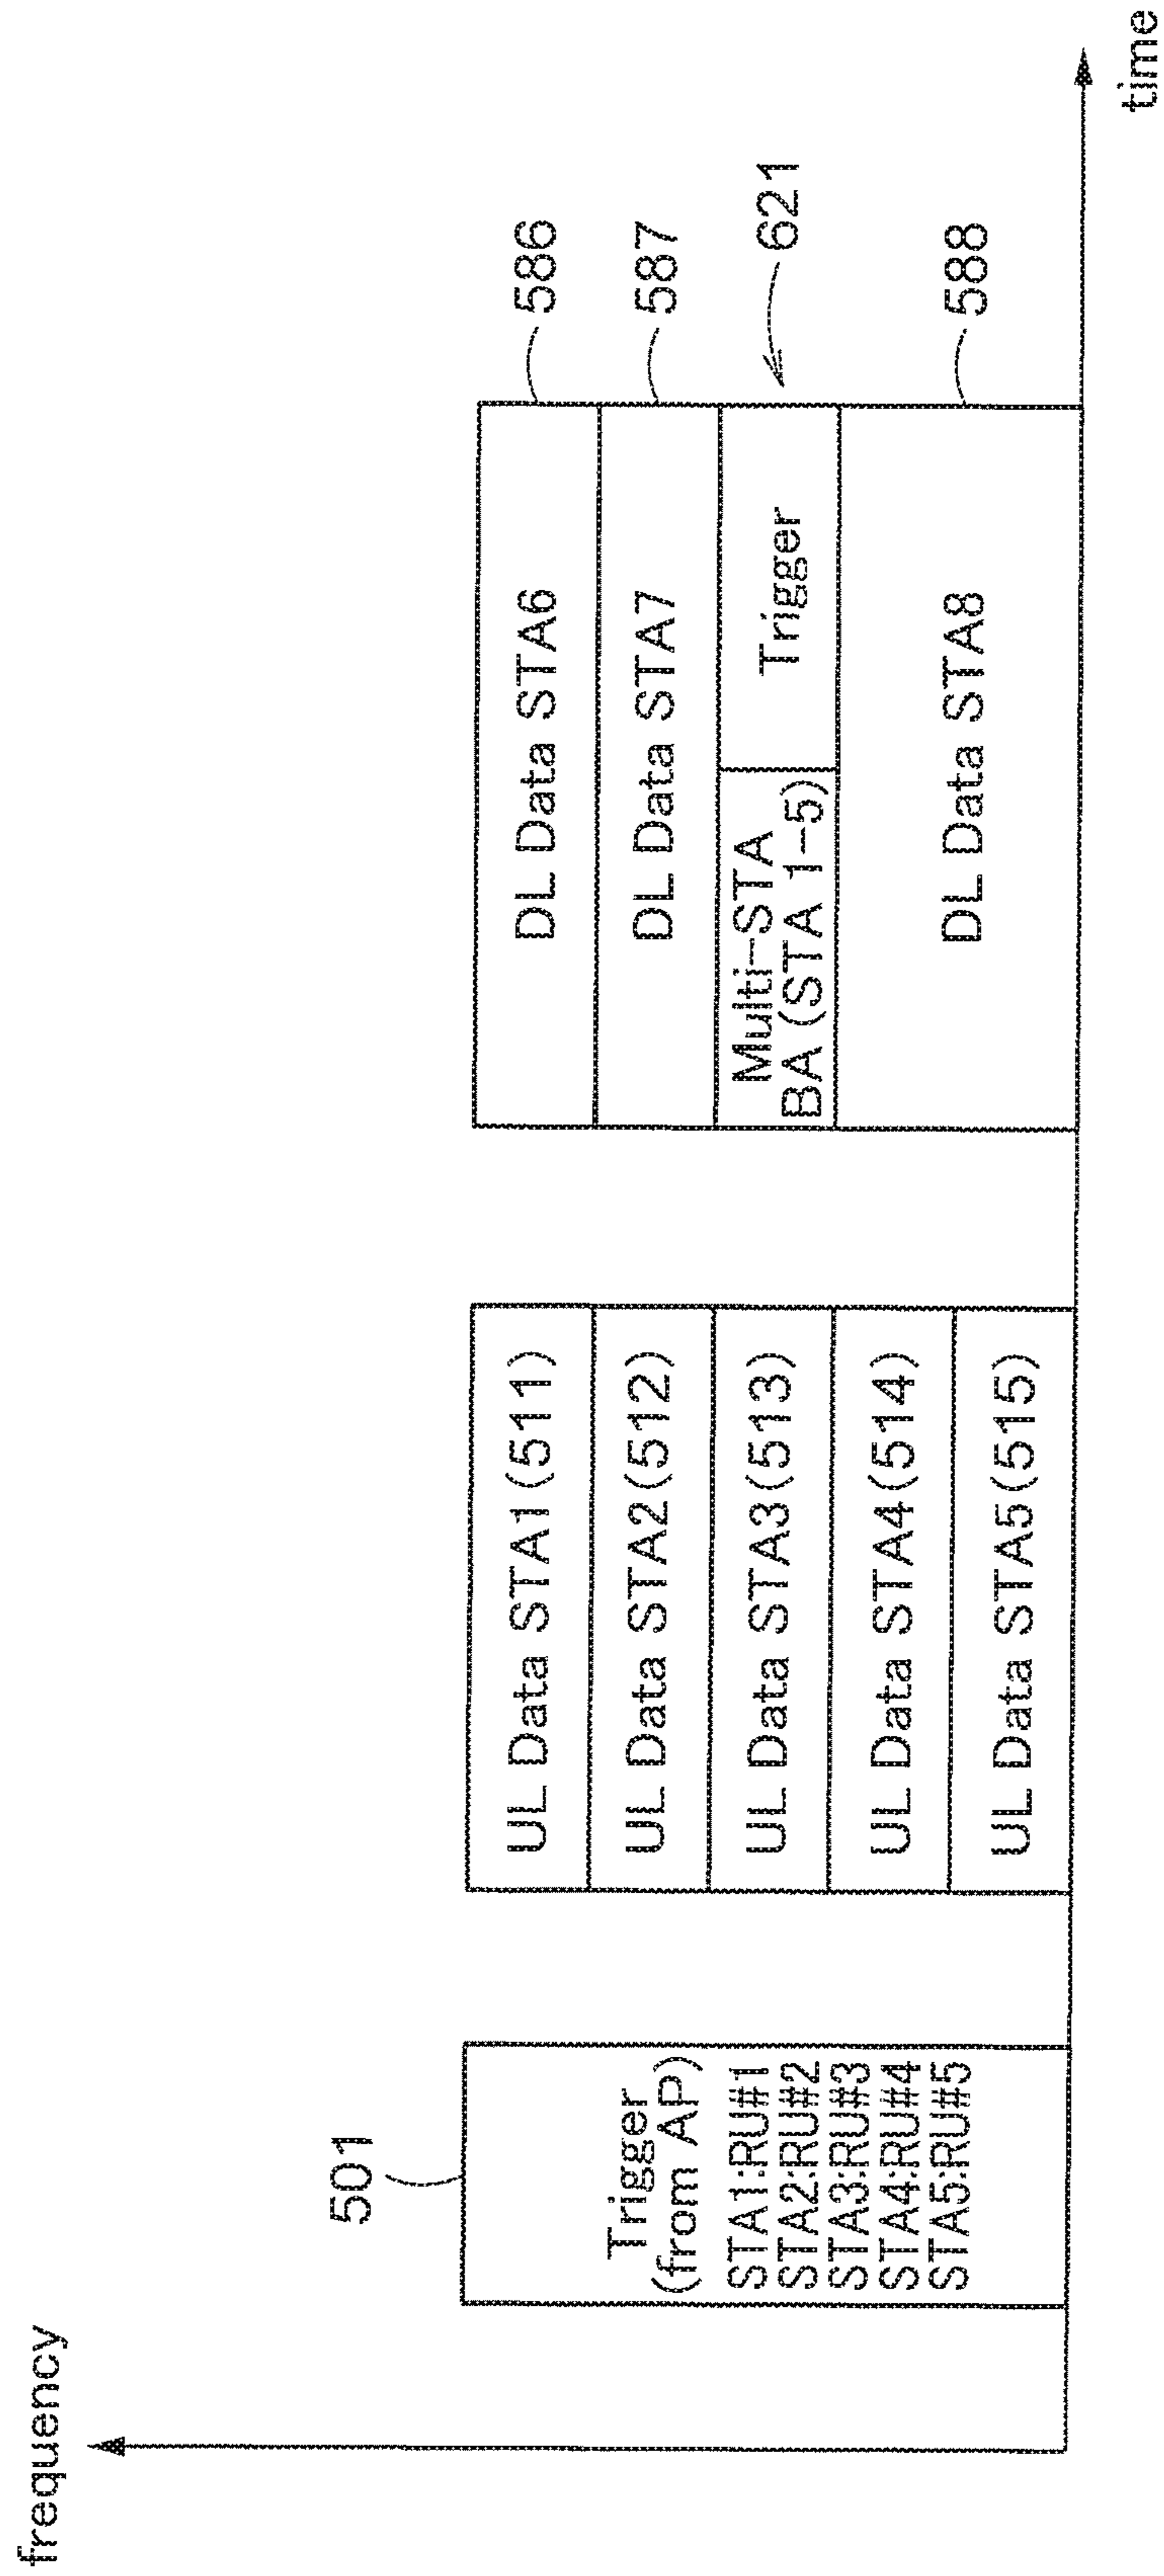 frequency
501
Trigger
(from AP)
STA1:RU#1
STA2:RU#2
STA3:RU#3
STA4:RU#4
STA5:RU#5
UL Data STA1(511)
UL Data STA2(512)
UL Data STA3(513)
UL Data STA4(514)
UL Data STA5(515)
DL Data STA6
586
DL Data STA7
587
Multi-STA
BA (STA 1-5)
Trigger
621
DL Data STA8
588
time